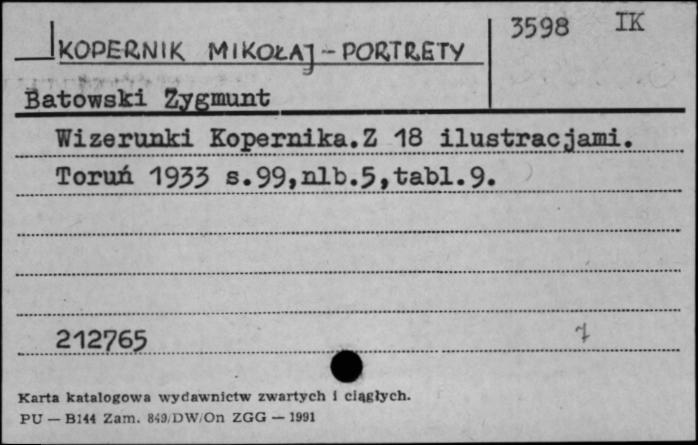 3598 IK
KOPERNIK MIKOŁAJ - PORTRETY
Batowski Zygmunt
Wizerunki Kopernika.Z 18 ilustracjami.
Toruń 1933 s.99,nlb.5,tabl.9.
212765
Karta katalogowa wydawnictw zwartych i ciągłych.
PU — B144 Zam. 849/DW/On ZGG — 1991